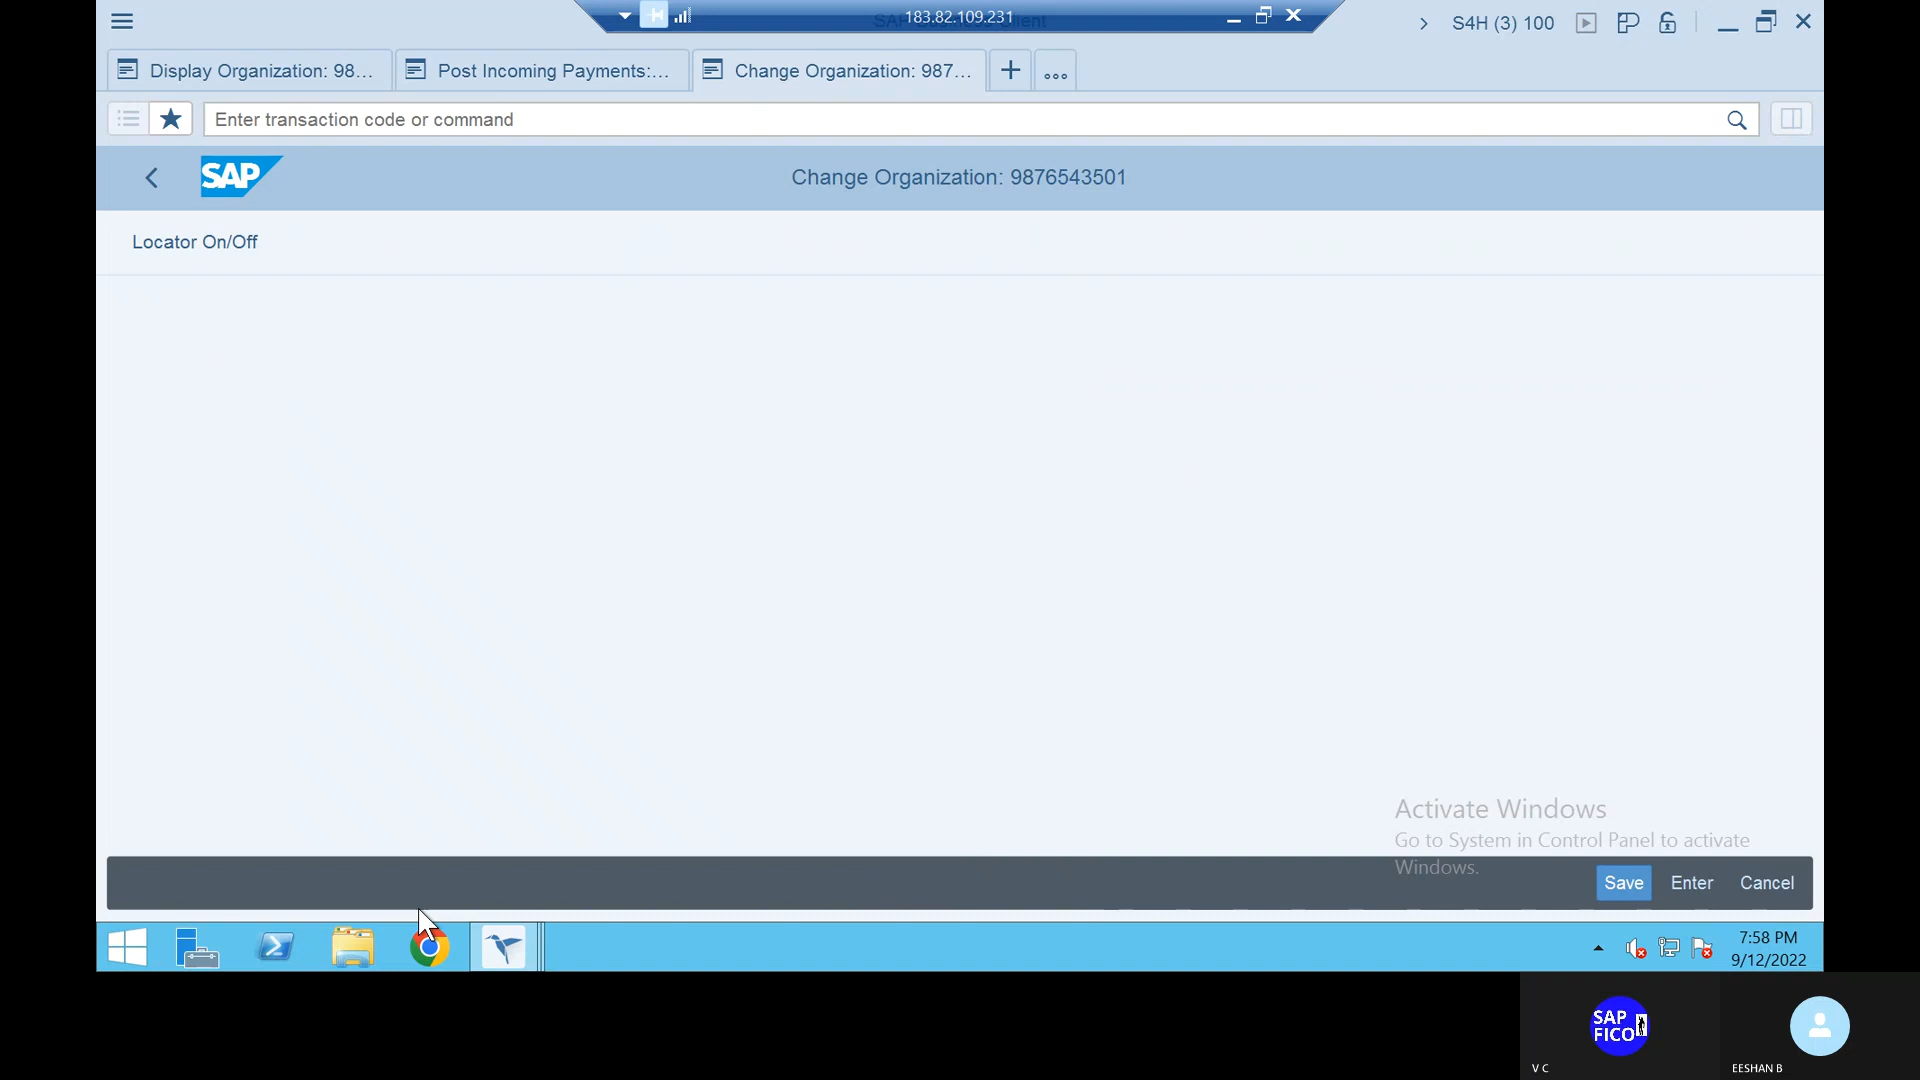 183.82.109.231
S4H (3) 100
Display Organization: 98...
Post Incoming Payments:...
Change Organization: 987...
Enter transaction code or command
SAP
Change Organization: 9876543501
Locator On/Off
Activate Windows
Go to System in Control Panel to activate
Windows.
Save Enter Cancel
7:58 PM
9/12/2022
SAP
FICO
V C
EESHAN B